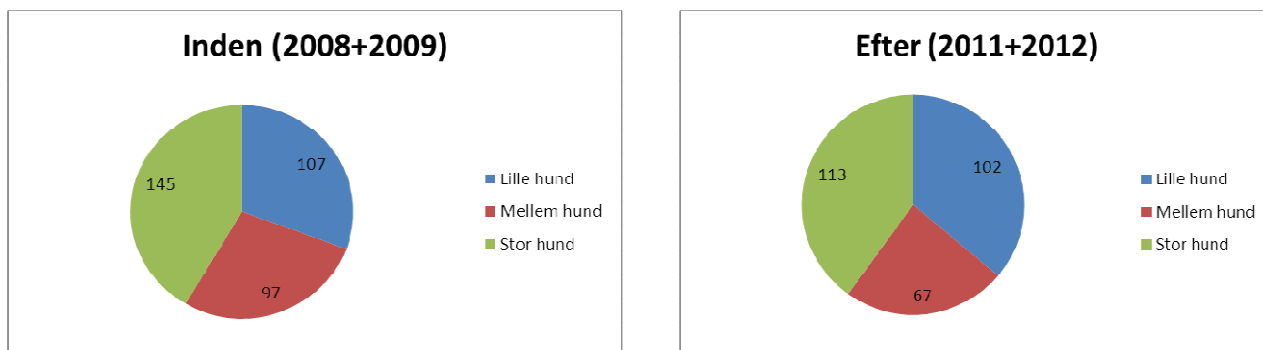 Inden (2008+2009)
107
97
145
Lille hund
Mellem hund
Stor hund
Efter (2011+2012)
102
67
113
Lille hund
Mellem hund
Stor hund